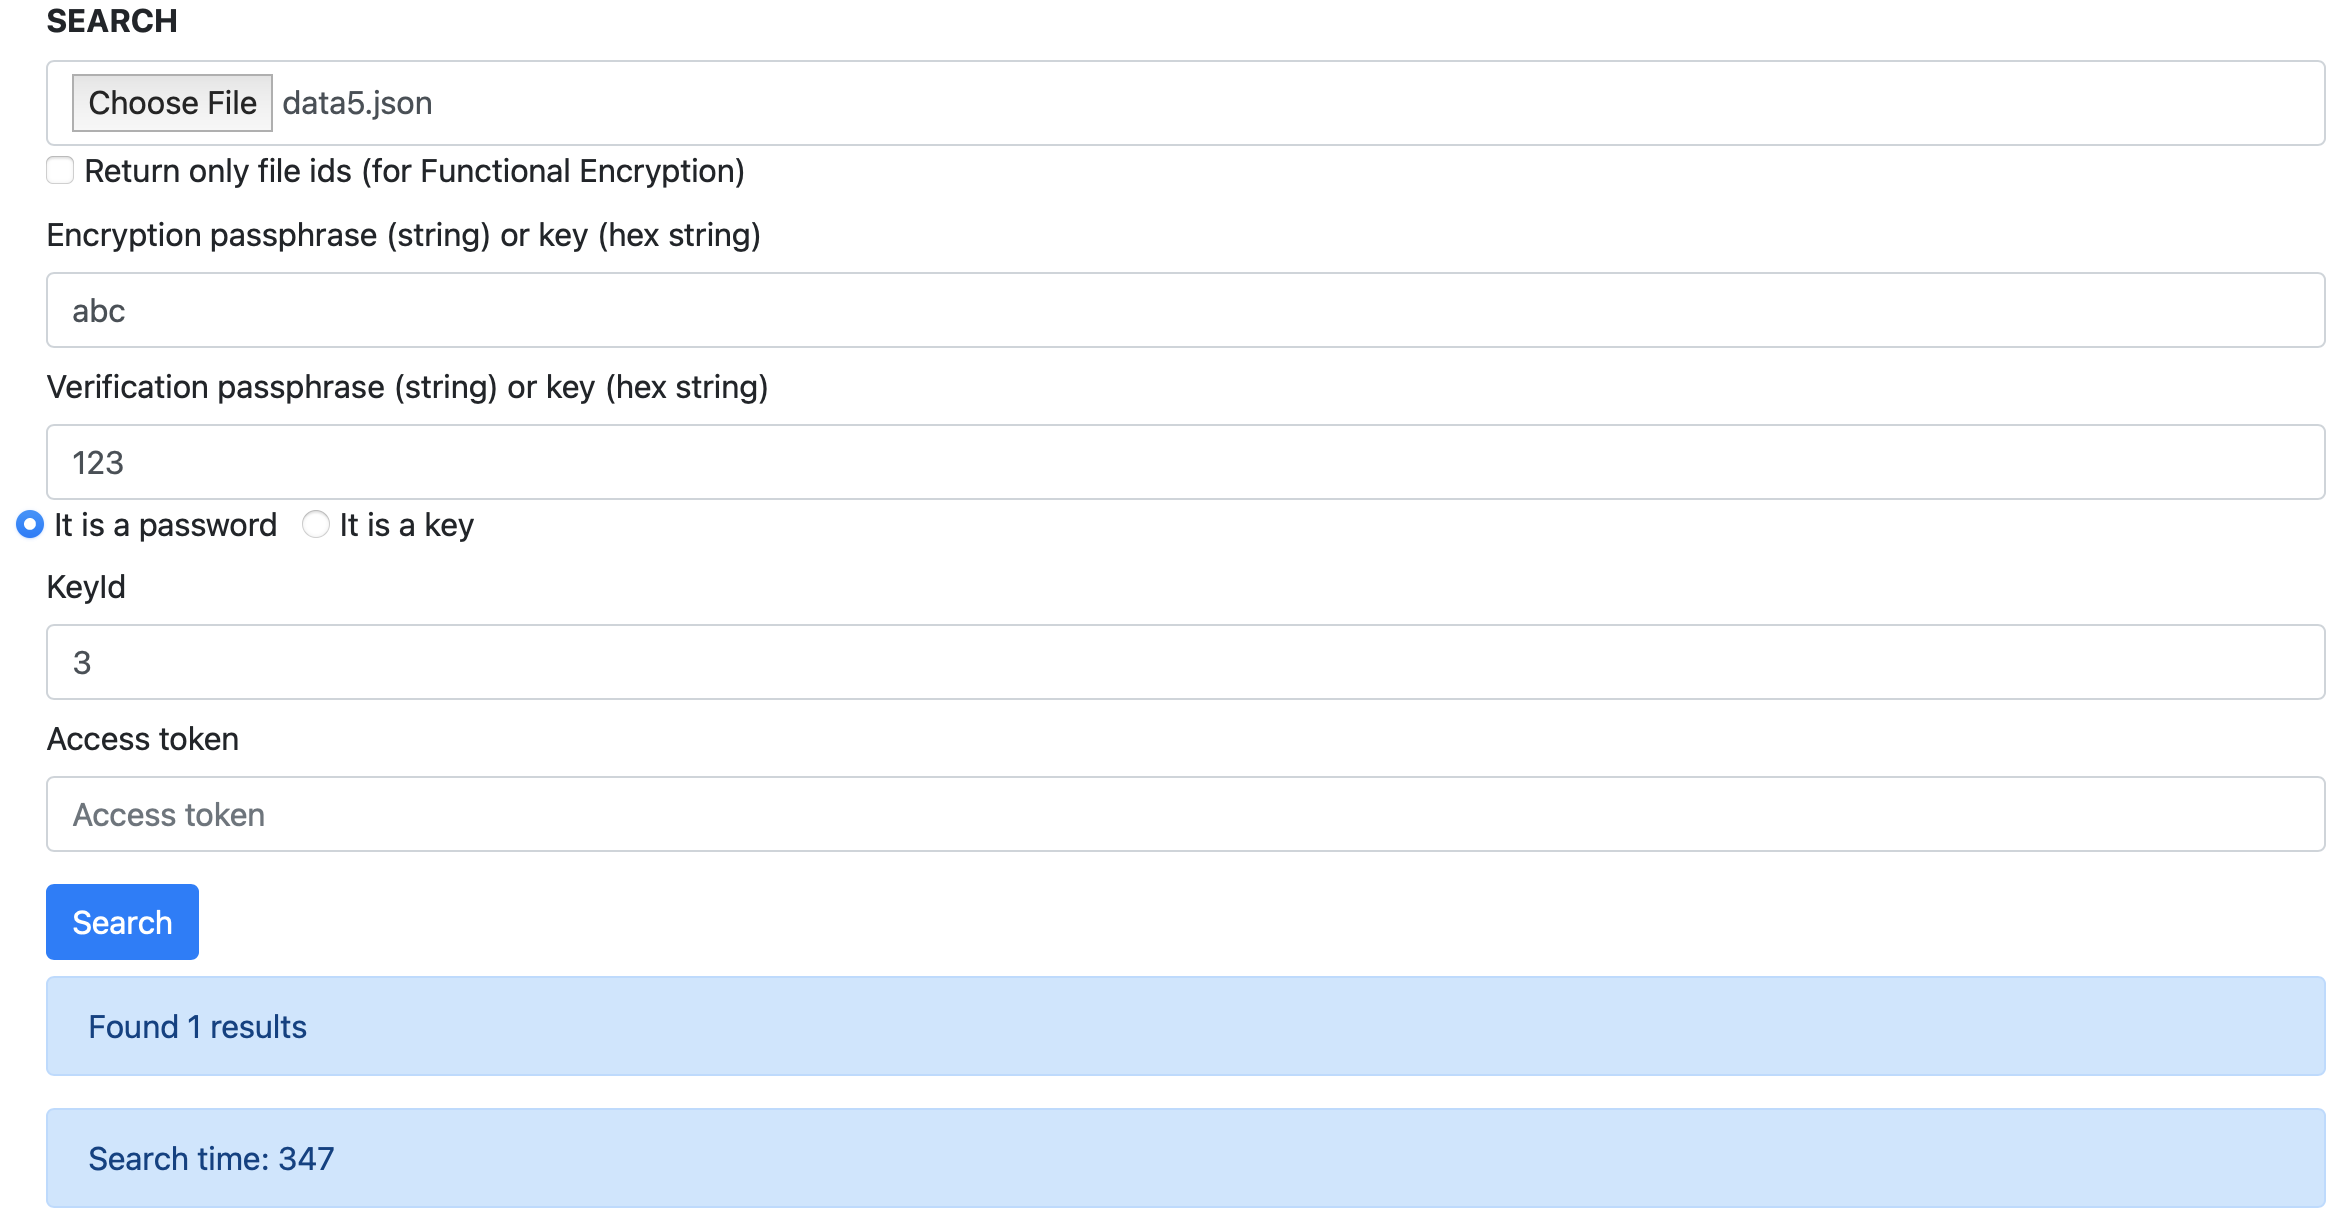 SEARCH
Choose File data5.json
Return only file ids (for Functional Encryption)
Encryption passphrase (string) or key (hex string)
abc
Verification passphrase (string) or key (hex string)
123
It is a password It is a key
KeyId
3
Access token
Access token
Search
Found 1 results
Search time: 347